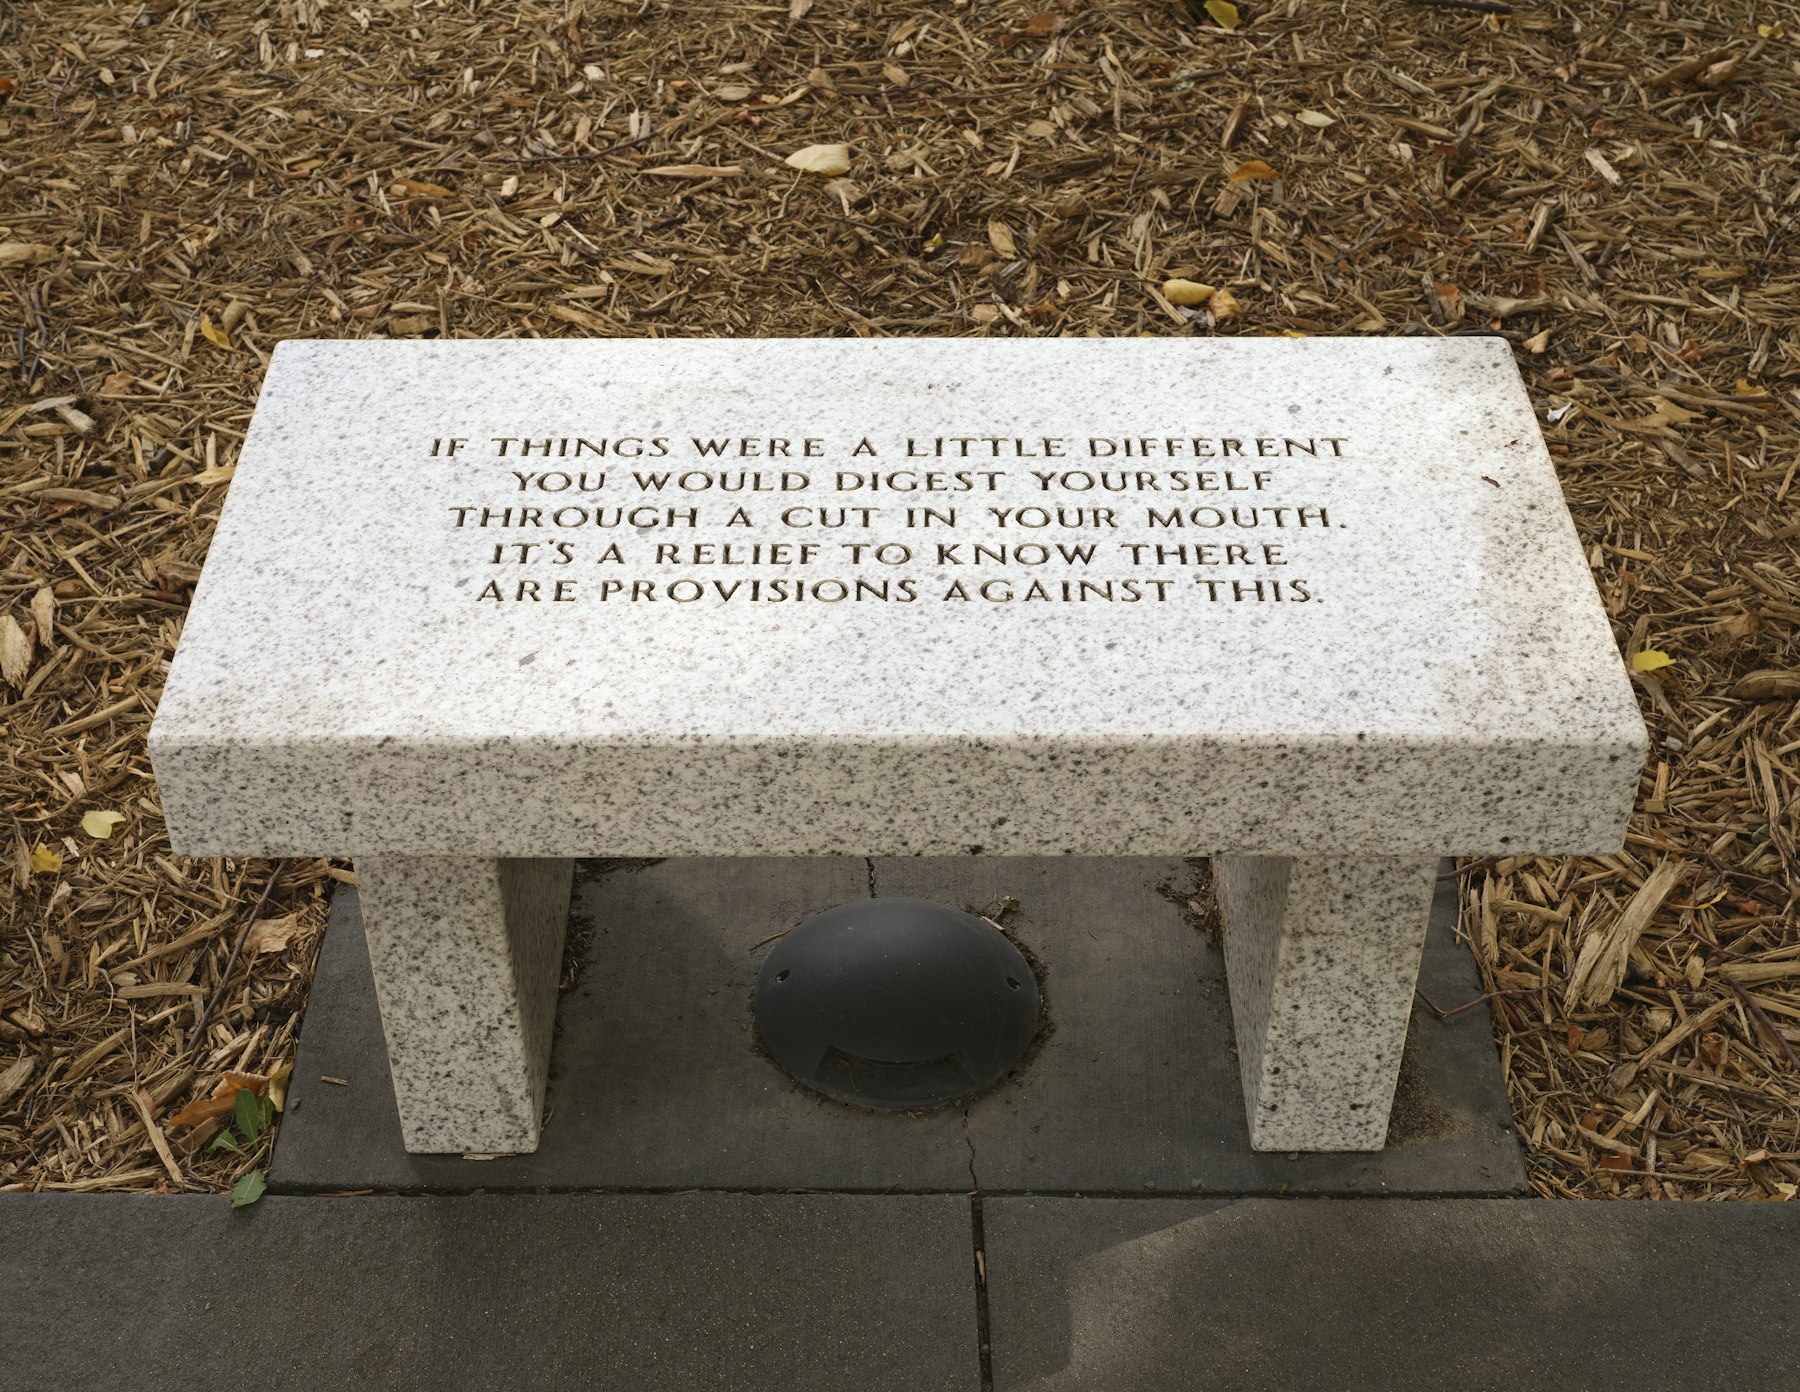 IF THINGS WERE A LITTLE DIFFERENT
YOU WOULD DIGEST YOURSELF
THROUGH A CUT IN YOUR MOUTH.
IT'S A RELIEF TO KNOW THERE
ARE PROVISIONS AGAINST THIS.